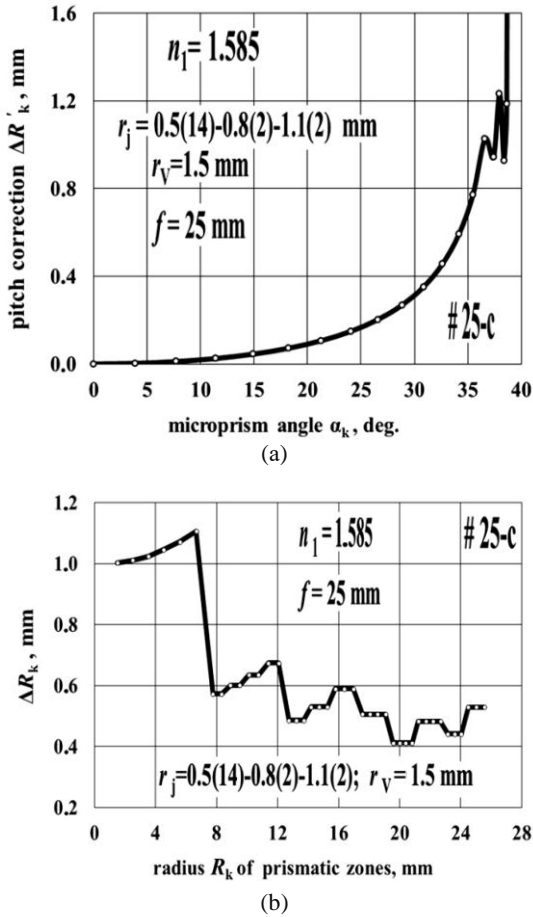 1.6
1.2
0.8
0.4
0.0
pitch correction ΔR'k , mm
n1= 1.585
rj = 0.5(14)-0.8(2)-1.1(2) mm
rV= 1.5 mm
f = 25 mm
# 25-c
0 5 10 15 20 25 30 35 40
microprism angle αk , deg.
(a)
1.2
1.0
0.8
0.6
0.4
0.2
ΔRk , mm
n1= 1.585
# 25-c
f = 25 mm
rj=0.5(14)-0.8(2)-1.1(2); rV= 1.5 mm
0 4 8 12 16 20 24 28
radius Rk of prismatic zones, mm
(b)